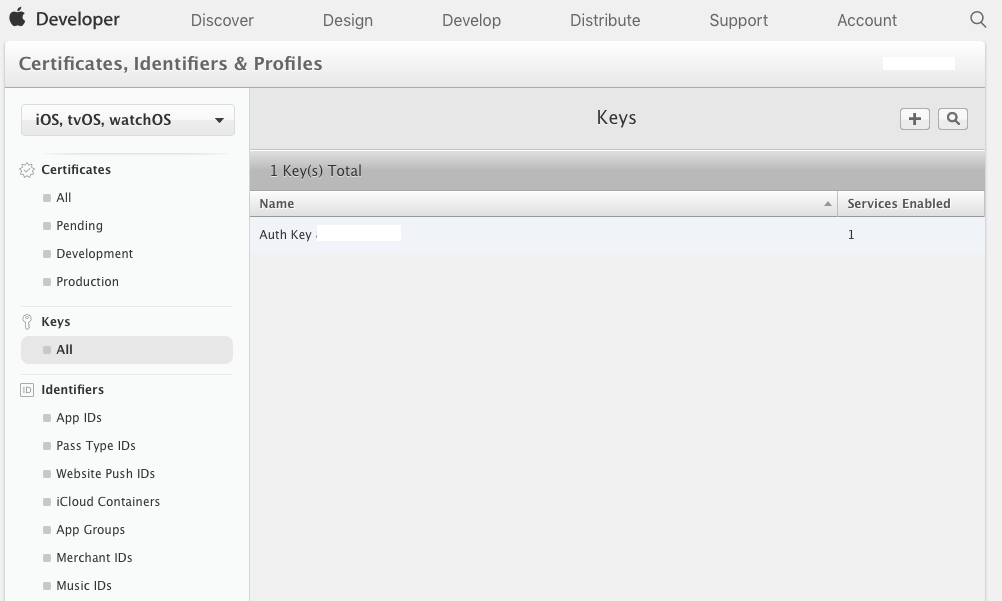 Developer Discover Design Develop Distribute Support Account
Certificates, Identifiers & Profiles
iOS, tvOS, watchOS
Certificates
All
Pending
Development
Production
Keys
All
ID Identifiers
App IDs
Pass Type IDs
Website Push IDs
iCloud Containers
App Groups
Merchant IDs
Music IDs
Keys
1 Key(s) Total
Name Services Enabled
Auth Key 1